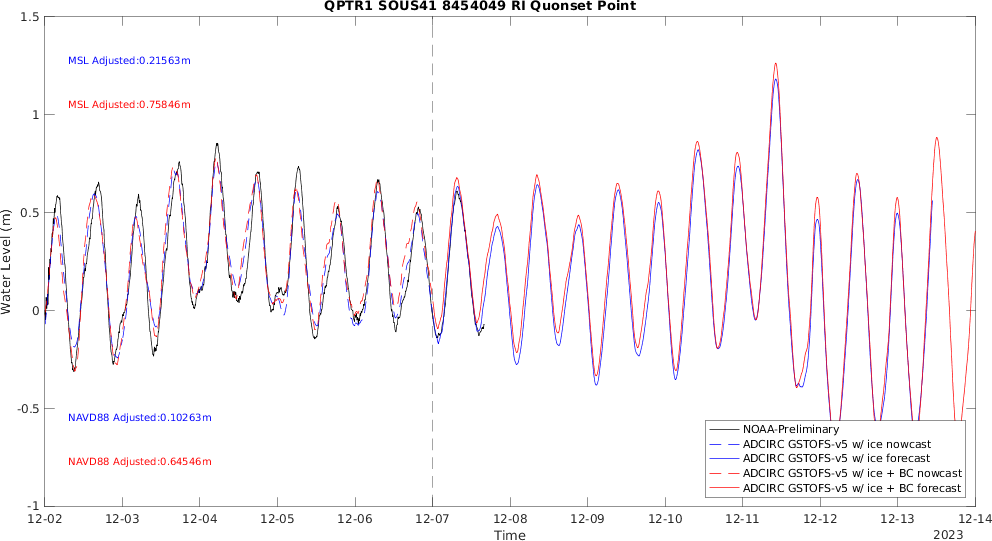 QPTR1 SOUS41 8454049 RI Quonset Point
1.5
MSL Adjusted:0.21563m
MSL Adjusted:0.75846m
1
0.5
Water Level (m)
0
-0.5
NAVD88 Adjusted:0.10263m
NAVD88 Adjusted:0.64546m
NOAA-Preliminary
ADCIRC GSTOFS-v5 w/ ice nowcast
ADCIRC GSTOFS-v5 w/ ice forecast
ADCIRC GSTOFS-v5 w/ ice + BC nowcast
ADCIRC GSTOFS-v5 w/ ice + BC forecast
-1
12-02 12-03 12-04 12-05 12-06 12-07 12-08 12-09 12-10 12-11 12-12 12-13 12-14
Time
2023